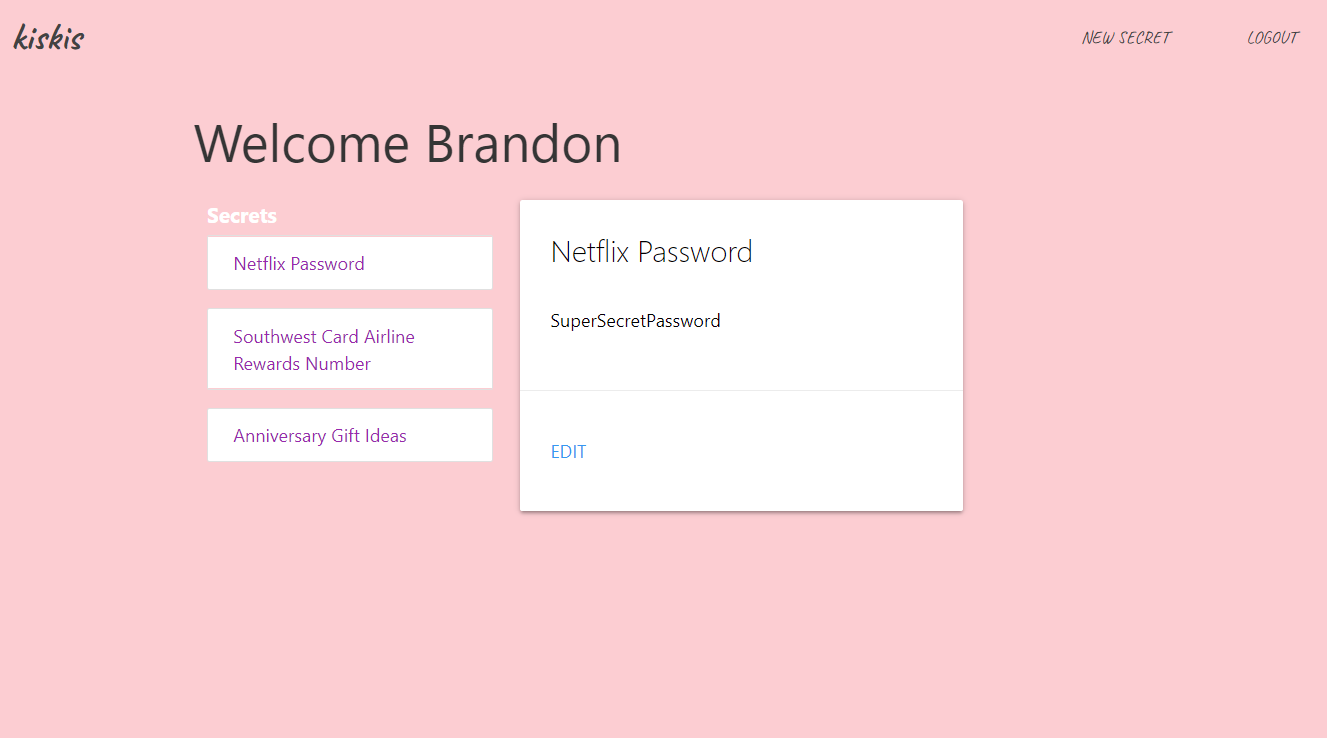 kiskis
NEW SECRET
LOGOUT
Welcome Brandon
Secrets
Netflix Password
Southwest Card Airline
Rewards Number
Anniversary Gift Ideas
Netflix Password
SuperSecretPassword
EDIT